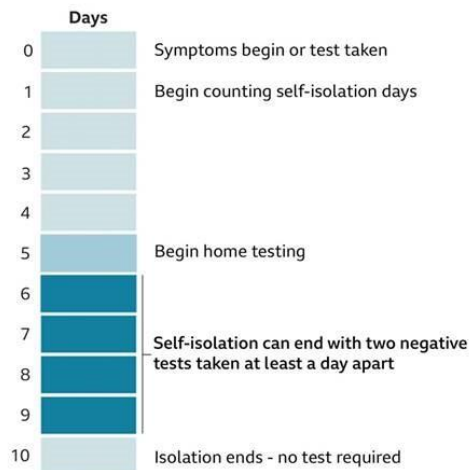 Days
0 Symptoms begin or test taken
1 Begin counting self-isolation days
2
3
4
5 Begin home testing
6
7
Self-isolation can end with two negative
tests taken at least a day apart
8
9
10 Isolation ends - no test required